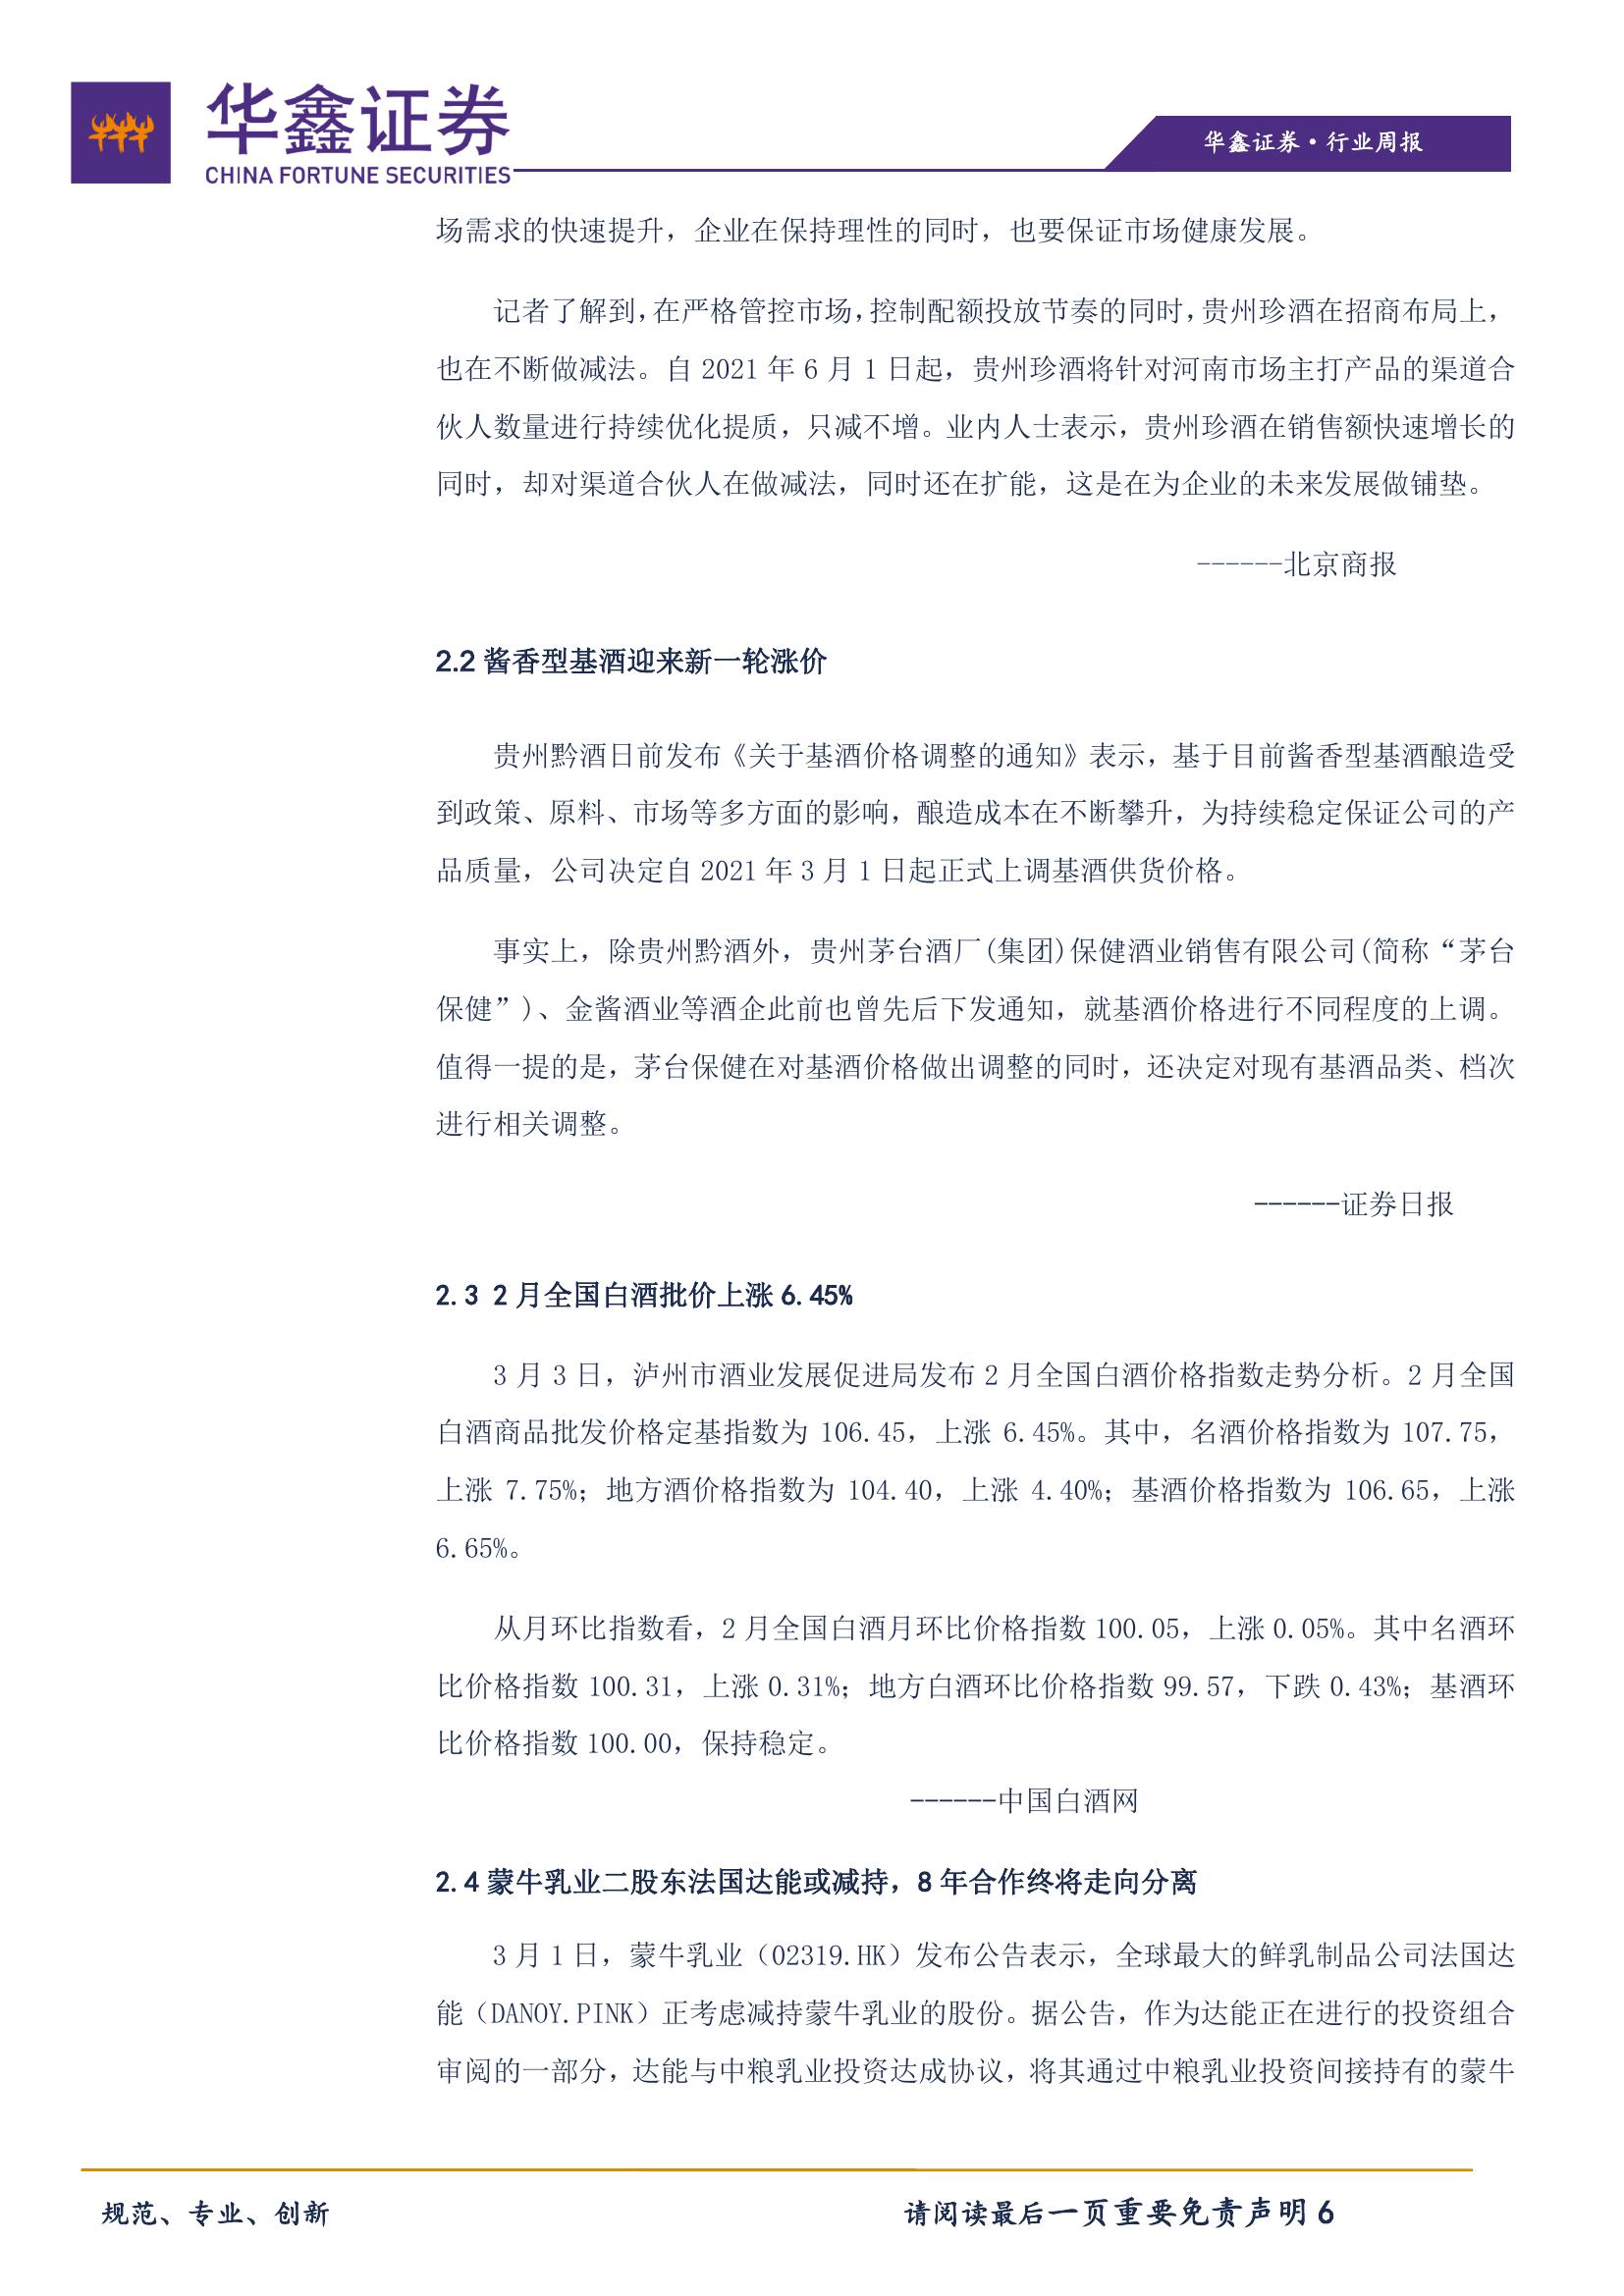 华鑫证券
CHINA FORTUNE SECURITIES
华鑫证券·行业周报
场需求的快速提升，企业在保持理性的同时，也要保证市场健康发展。
记者了解到，在严格管控市场，控制配额投放节奏的同时，贵州珍酒在招商布局上，
也在不断做减法。自 2021 年 6 月 1 日起，贵州珍酒将针对河南市场主打产品的渠道合
伙人数量进行持续优化提质，只减不增。业内人士表示，贵州珍酒在销售额快速增长的
同时，却对渠道合伙人在做减法，同时还在扩能，这是在为企业的未来发展做铺垫。
------北京商报
2.2 酱香型基酒迎来新一轮涨价
贵州黔酒日前发布《关于基酒价格调整的通知》表示，基于目前酱香型基酒酿造受
到政策、原料、市场等多方面的影响，酿造成本在不断攀升，为持续稳定保证公司的产
品质量，公司决定自 2021 年 3 月 1 日起正式上调基酒供货价格。
事实上，除贵州黔酒外，贵州茅台酒厂(集团)保健酒业销售有限公司(简称“茅台
保健”)、金酱酒业等酒企此前也曾先后下发通知，就基酒价格进行不同程度的上调。
值得一提的是，茅台保健在对基酒价格做出调整的同时，还决定对现有基酒品类、档次
进行相关调整。
------证券日报
2.3 2 月全国白酒批价上涨 6.45%
3 月 3 日，泸州市酒业发展促进局发布 2 月全国白酒价格指数走势分析。2 月全国
白酒商品批发价格定基指数为 106.45，上涨 6.45%。其中，名酒价格指数为 107.75，
上涨 7.75%；地方酒价格指数为 104.40，上涨 4.40%；基酒价格指数为 106.65，上涨
6.65%。
从月环比指数看，2 月全国白酒月环比价格指数 100.05，上涨 0.05%。其中名酒环
比价格指数 100.31，上涨 0.31%；地方白酒环比价格指数 99.57，下跌 0.43%；基酒环
比价格指数 100.00，保持稳定。
------中国白酒网
2.4 蒙牛乳业二股东法国达能或减持，8 年合作终将走向分离
3 月 1 日，蒙牛乳业（02319.HK）发布公告表示，全球最大的鲜乳制品公司法国达
能（DANOY.PINK）正考虑减持蒙牛乳业的股份。据公告，作为达能正在进行的投资组合
审阅的一部分，达能与中粮乳业投资达成协议，将其通过中粮乳业投资间接持有的蒙牛
规范、专业、创新
请阅读最后一页重要免责声明 6